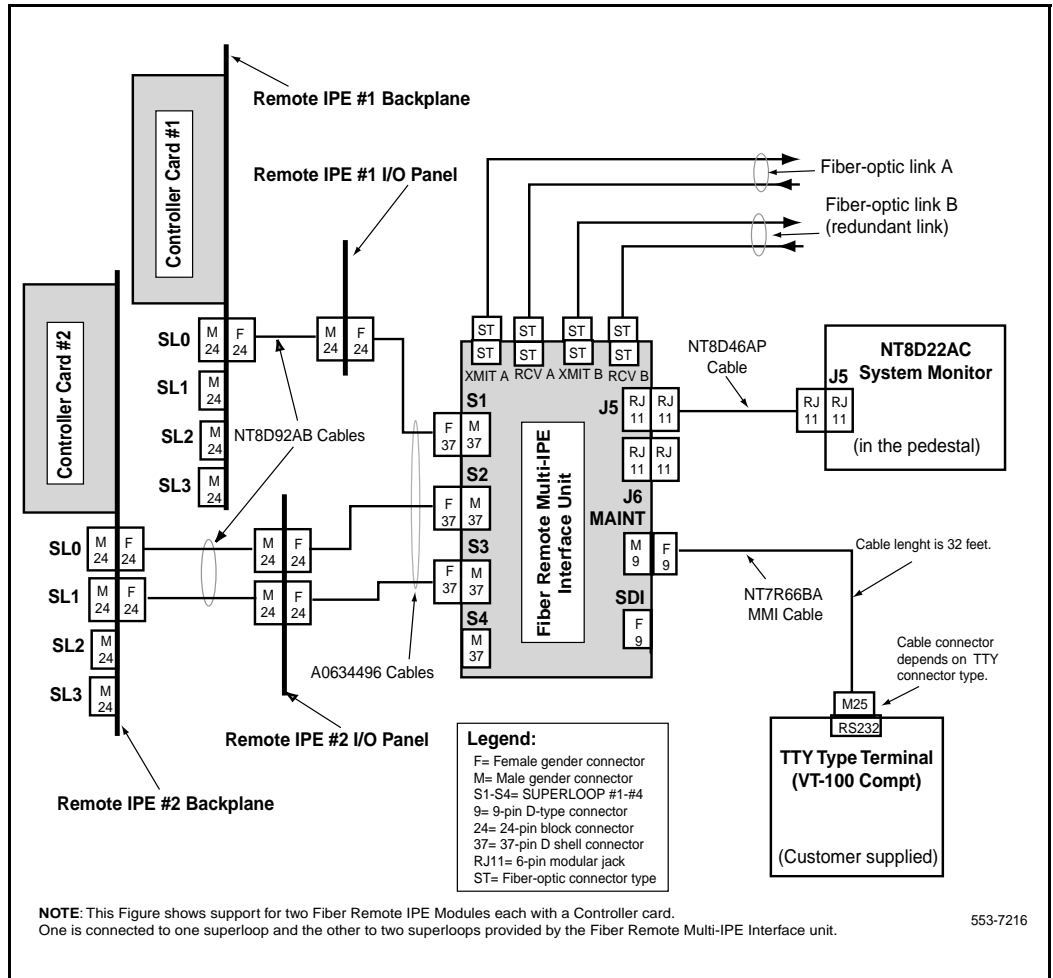 Remote IPE #1 Backplane
Controller Card #1
Remote IPE #1 I/O Panel
Fiber-optic link A
Fiber-optic link B
(redundant link)
Controller Card #2
SL0
M
24
F
24
M
24
F
24
SL1
M
24
SL2
M
24
SL3
M
24
NT8D92AB Cables
ST
ST
ST
ST
ST
ST
ST
ST
XMIT A
RCV A
XMIT B
RCV B
NT8D46AP
Cable
NT8D22AC
System Monitor
J5
RJ
11
RJ
11
(in the pedestal)
S1
F
37
M
37
S2
F
37
M
37
S3
F
37
M
37
S4
M
37
Fiber Remote Multi-IPE
Interface Unit
J5
RJ
11
RJ
11
RJ
11
RJ
11
J6
MAINT
M
9
F
9
SDI
F
9
SL0
M
24
F
24
M
24
F
24
SL1
M
24
F
24
M
24
F
24
SL2
M
24
SL3
M
24
A0634496 Cables
Cable lenght is 32 feet.
NT7R66BA
MMI Cable
Cable connector
depends on TTY
connector type.
M25
RS232
TTY Type Terminal
(VT-100 Compt)
(Customer supplied)
Remote IPE #2 I/O Panel
Remote IPE #2 Backplane
Legend:
F= Female gender connector
M= Male gender connector
S1-S4= SUPERLOOP #1-#4
9= 9-pin D-type connector
24= 24-pin block connector
37= 37-pin D shell connector
RJ11= 6-pin modular jack
ST= Fiber-optic connector type
NOTE: This Figure shows support for two Fiber Remote IPE Modules each with a Controller card.
One is connected to one superloop and the other to two superloops provided by the Fiber Remote Multi-IPE Interface unit.
553-7216